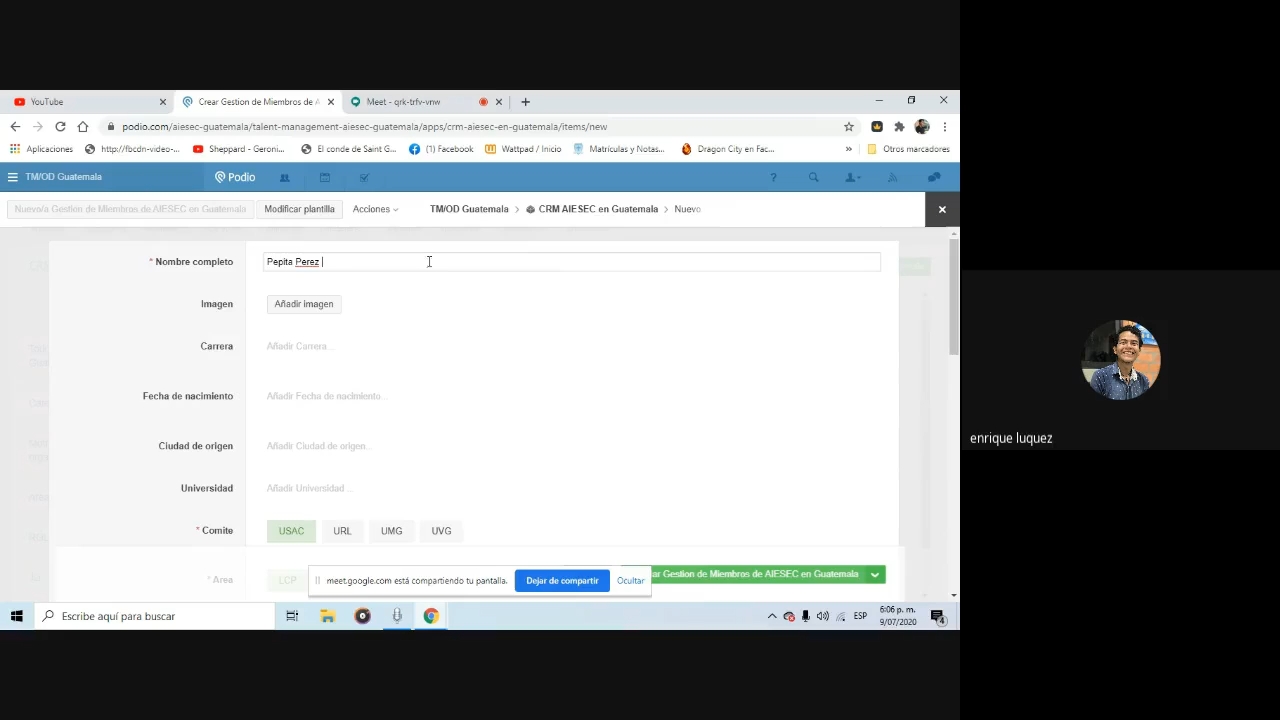 YouTube
Crear Gestion de Miembros de A
Meet - qrk-trfv-vnw
podio.com/aiesec-guatemala/talent-management-aiesec-guatemala/apps/crm-aiesec-en-guatemala/items/new
Aplicaciones
http://fbcdn-video-...
Sheppard - Geroni...
El conde de Saint G...
(1) Facebook
Wattpad / Inicio
Matrículas y Notas...
Dragon City en Fac...
»
Otros marcadores
TM/OD Guatemala
Podio
?
Nuevo/a Gestion de Miembros de AIESEC en Guatemala
Modificar plantilla
Acciones
TM/OD Guatemala > CRM AIESEC en Guatemala > Nuevo
* Nombre completo
Pepita Perez
Imagen
Añadir imagen
Carrera
Añadir Carrera...
Fecha de nacimiento
Añadir Fecha de nacimiento...
Ciudad de origen
Añadir Ciudad de origen...
Universidad
Añadir Universidad ...
* Comite
USAC
URL
UMG
UVG
* Area
LCP
meet.google.com está compartiendo tu pantalla.
Dejar de compartir
Ocultar
ar Gestion de Miembros de AIESEC en Guatemala
Escribe aquí para buscar
ESP
6:06 p. m.
9/07/2020
4
enrique luquez